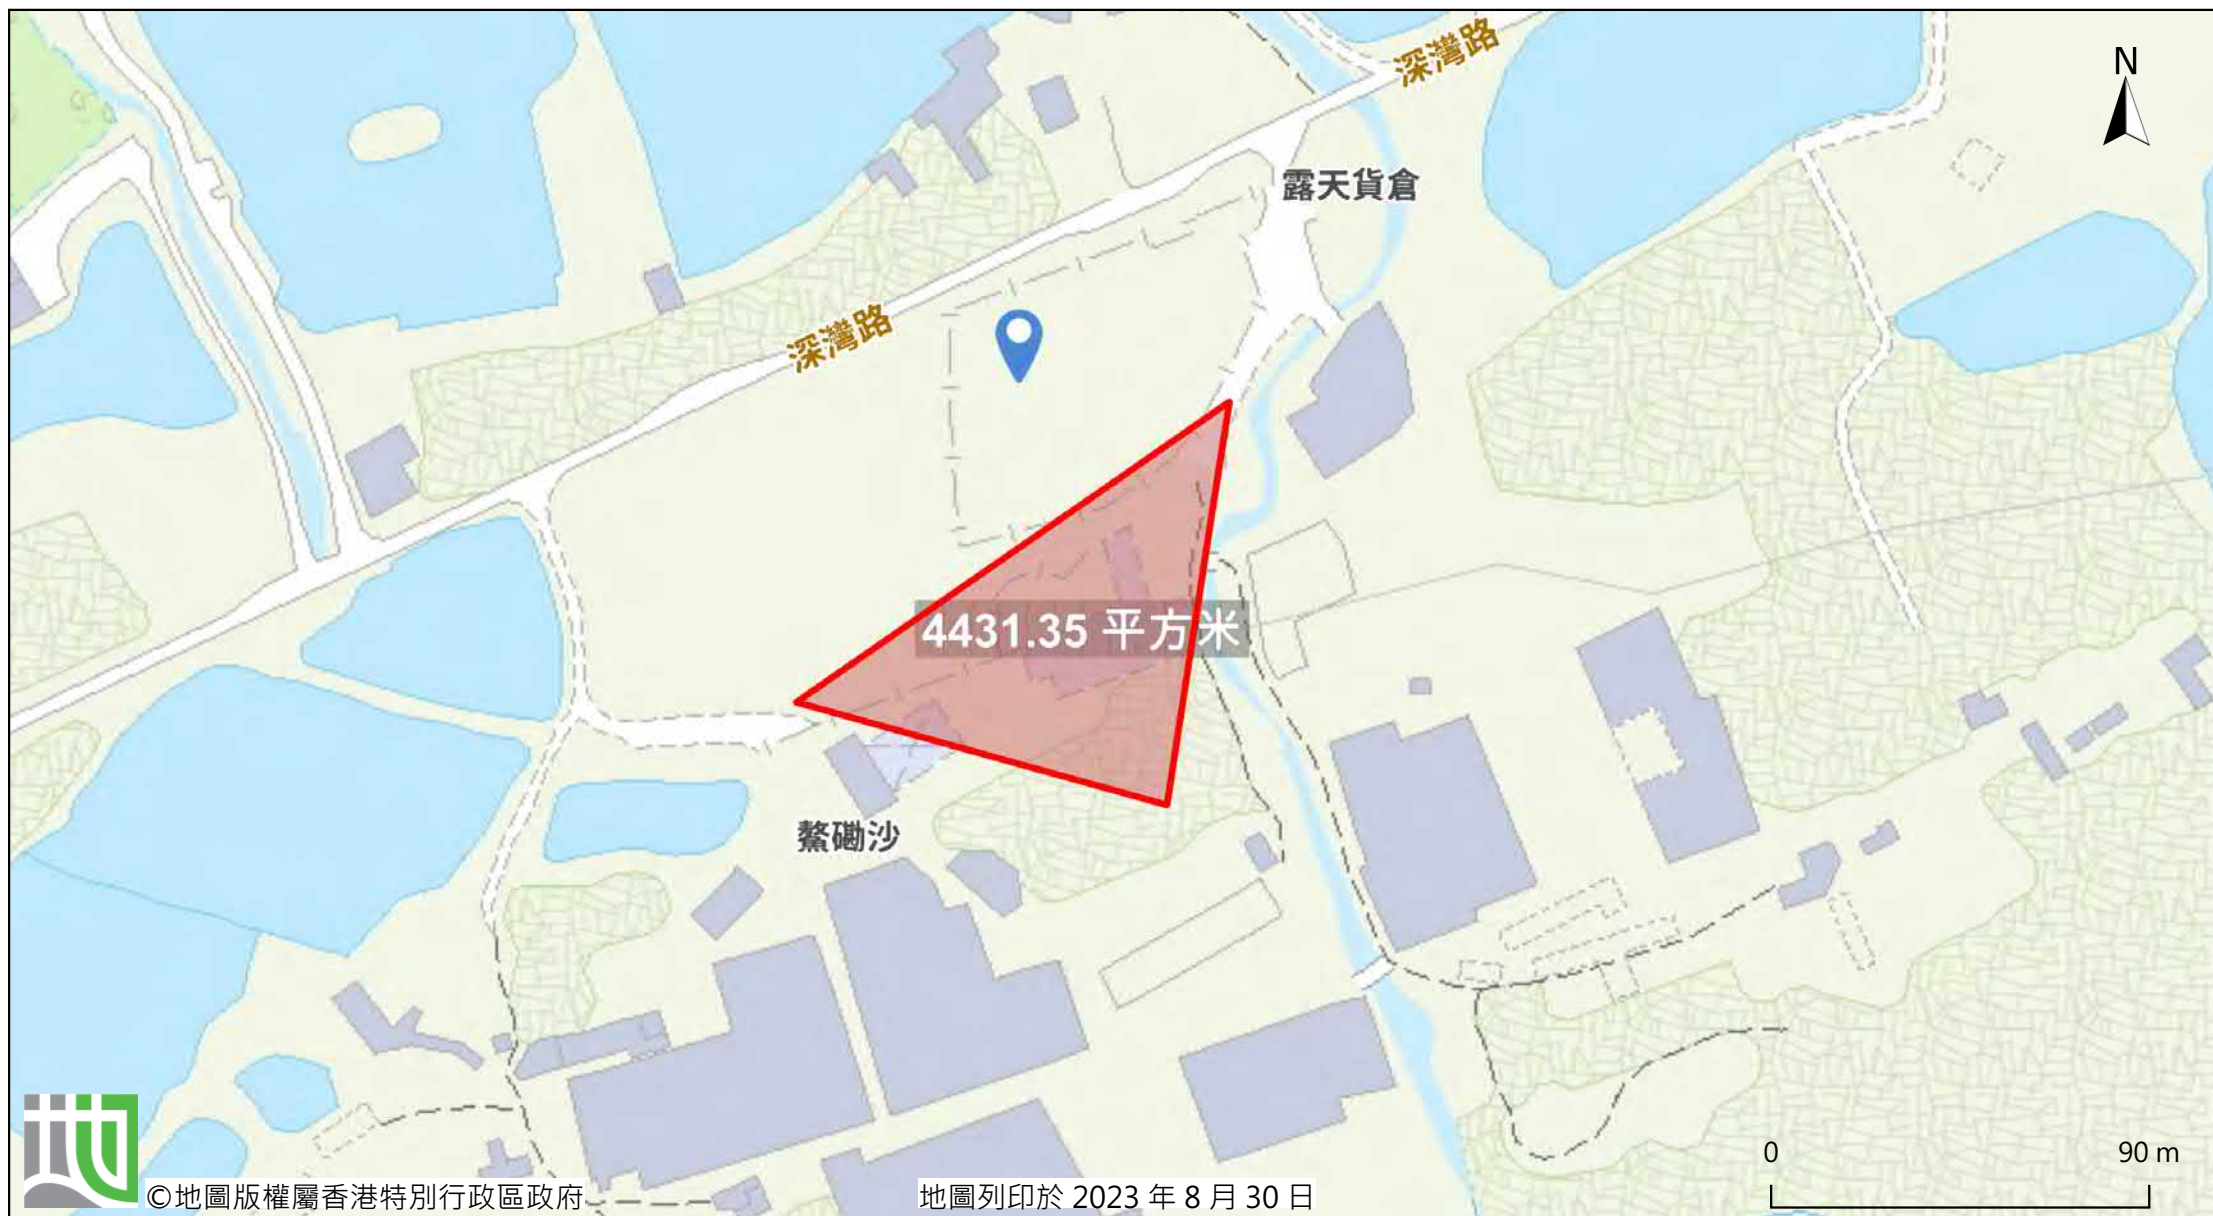 深灣路
N
露天貨倉
深灣路
4431.35 平方米
鰲磡沙
0
90 m
©地圖版權屬香港特別行政區政府
地圖列印於 2023 年 8 月 30 日